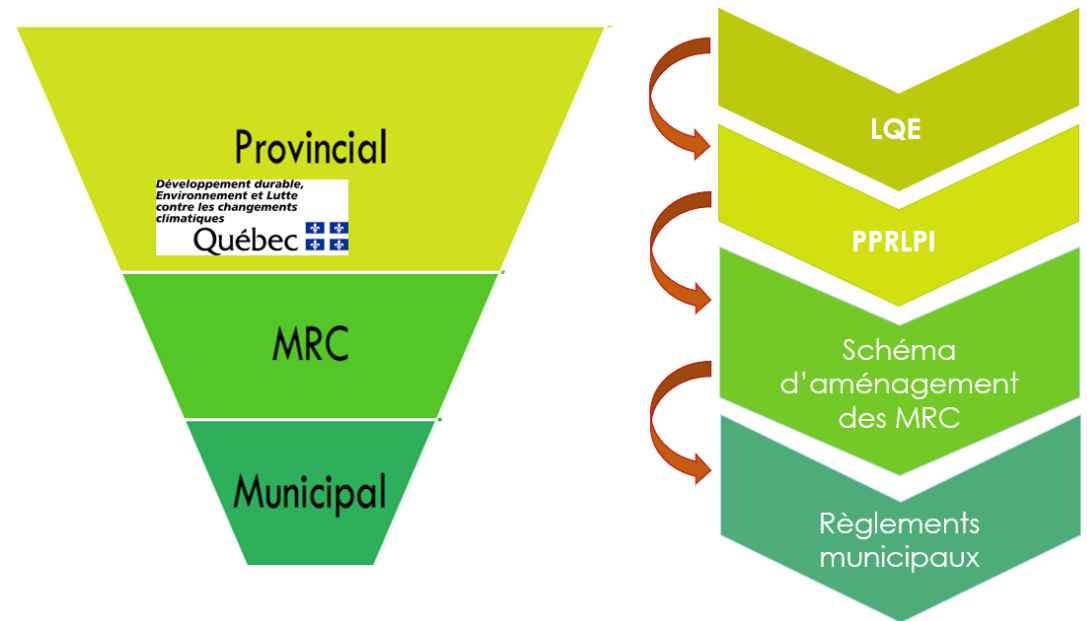 Provincial
Développement durable,
Environnement et Lutte
contre les changements
climatiques
Québec
MRC
Municipal
LQE
PPRLPI
Schéma
d'aménagement
des MRC
Règlements
municipaux